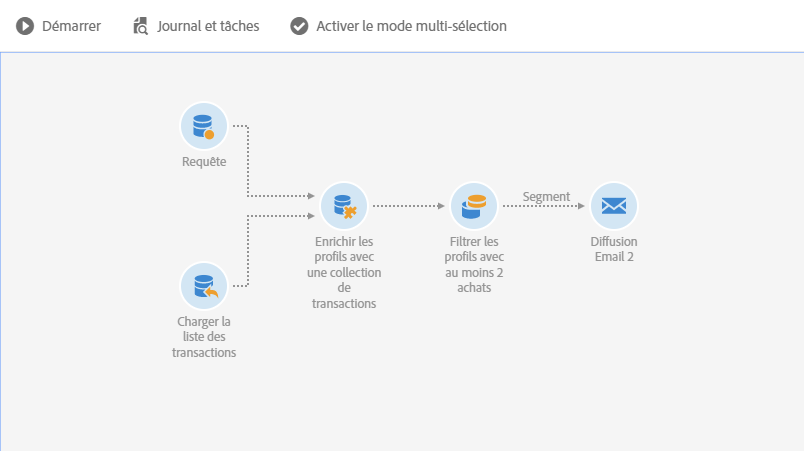 Démarrer
Journal et tâches
Activer le mode multi-sélection
Requête
Charger la
liste des
transactions
Enrichir les
profils avec
une collection
de
transactions
Filtrer les
profils avec
au moins 2
achats
Segment
Diffusion
Email 2